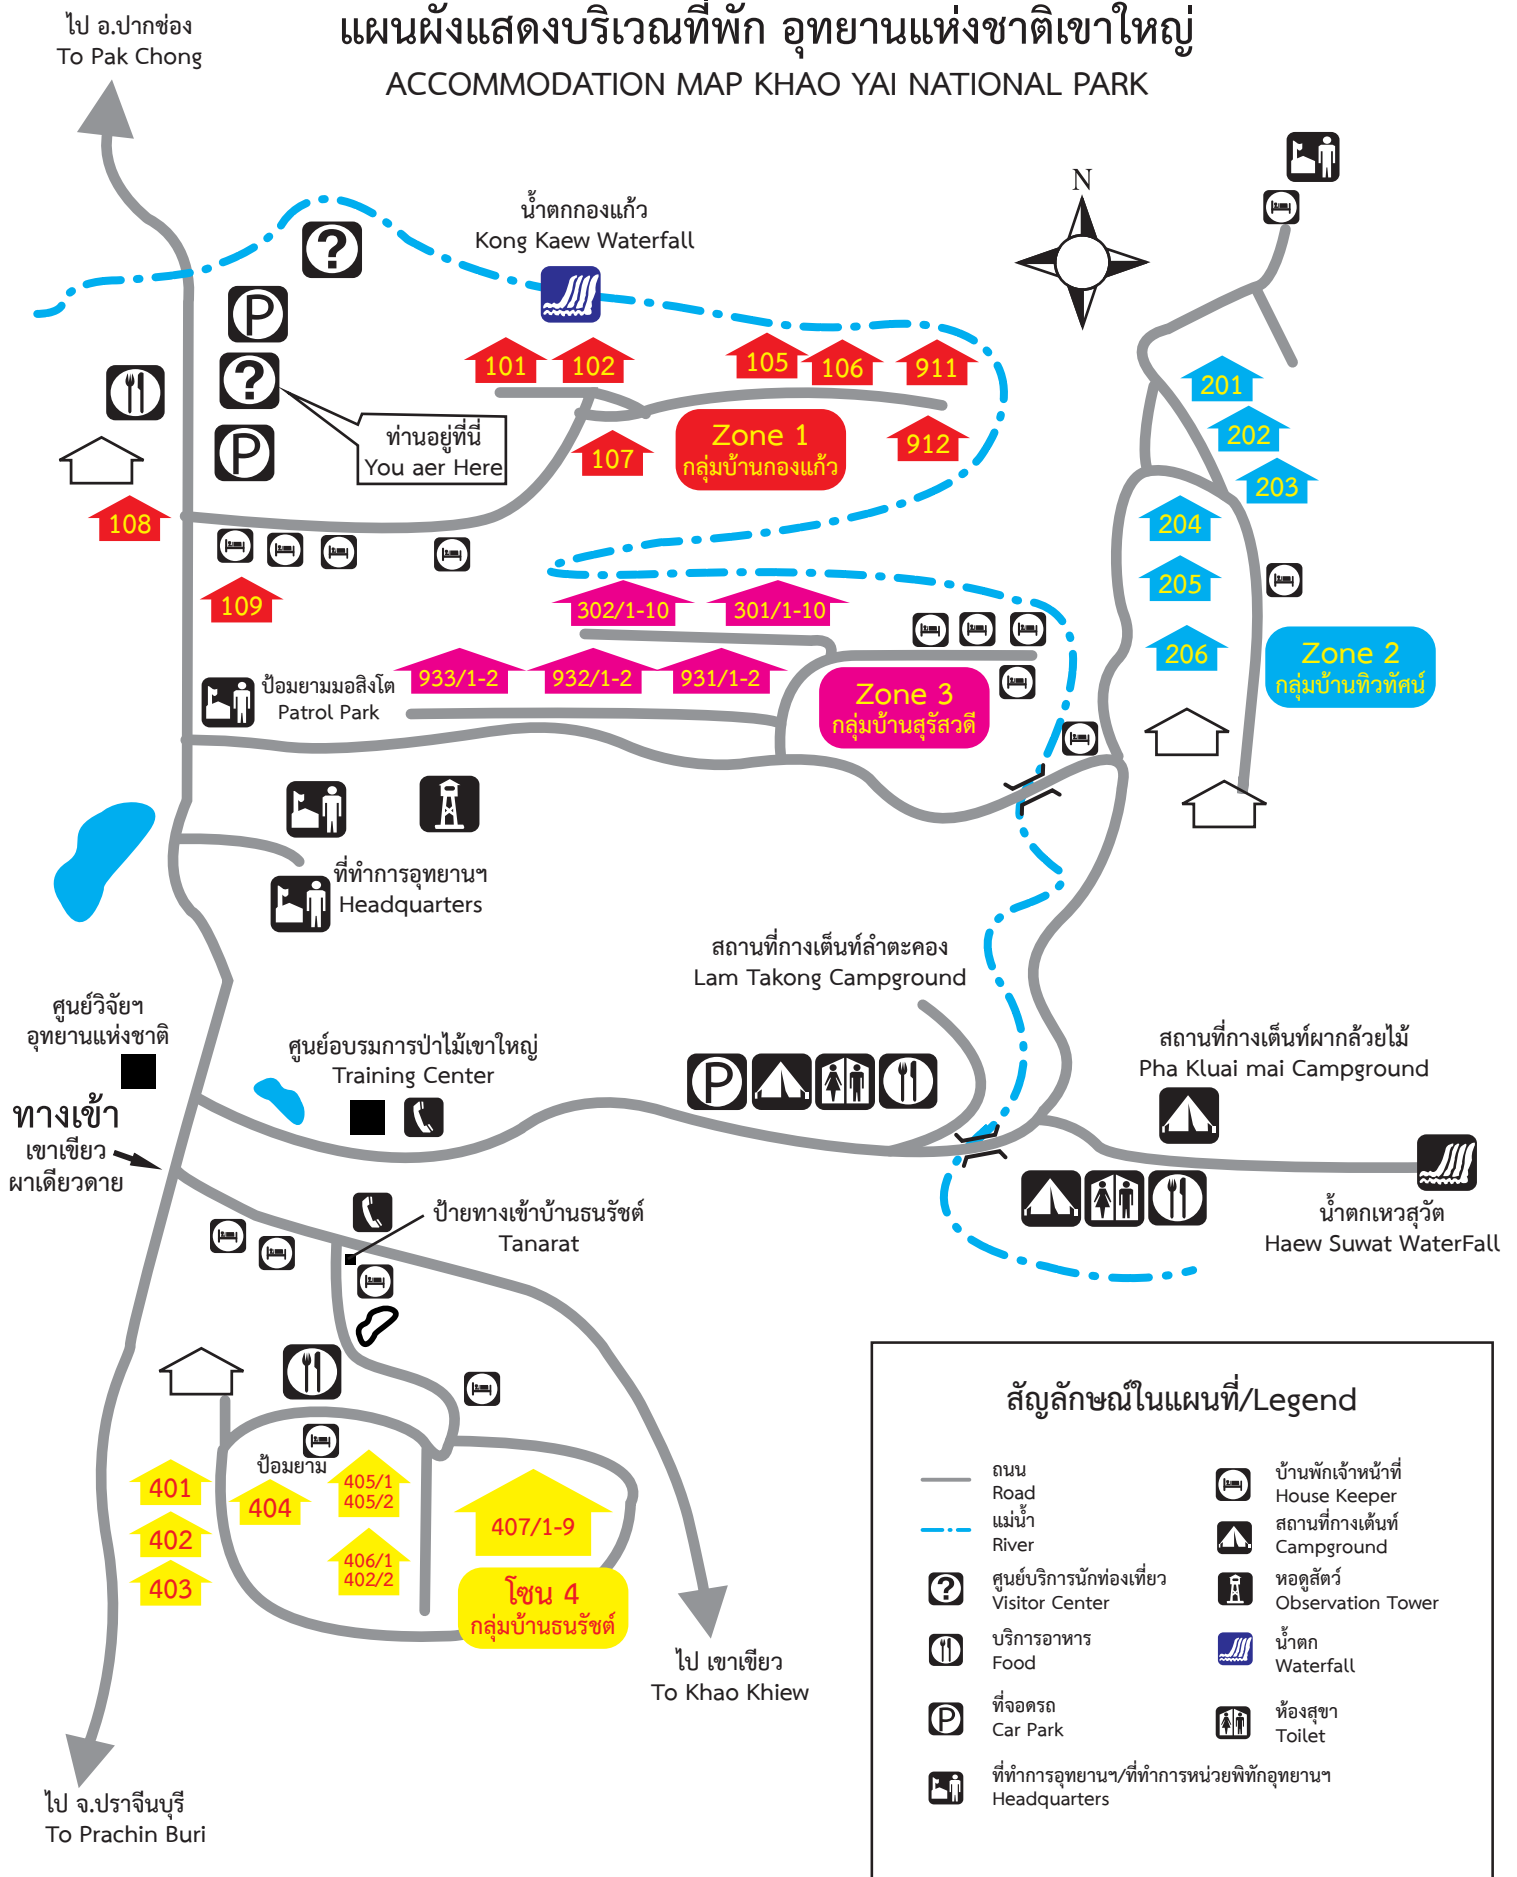 แผนผังแสดงบริเวณที่พัก อุทยานแห่งชาติเขาใหญ่
ACCOMMODATION MAP KHAO YAI NATIONAL PARK
ไป อ.ปากช่อง
To Pak Chong
N
น้ำตกกองแก้ว
Kong Kaew Waterfall
?
P
?
P
ท่านอยู่ที่นี่
You aer Here
101
102
105
106
911
107
912
Zone 1
กลุ่มบ้านกองแก้ว
108
109
201
202
203
204
205
206
Zone 2
กลุ่มบ้านทิวทัศน์
302/1-10
301/1-10
933/1-2
932/1-2
931/1-2
Zone 3
กลุ่มบ้านสุรัสวดี
ป้อมยามมอสิงโต
Patrol Park
ที่ทำการอุทยานฯ
Headquarters
สถานที่กางเต็นท์ลำตะคอง
Lam Takong Campground
P
สถานที่กางเต็นท์ผากล้วยไม้
Pha Kluai mai Campground
น้ำตกเหวสุวัต
Haew Suwat WaterFall
ศูนย์วิจัยฯ
อุทยานแห่งชาติ
ศูนย์อบรมการป่าไม้เขาใหญ่
Training Center
ทางเข้า
เขาเขียว
ผาเดียวดาย
ป้ายทางเข้าบ้านธนรัชต์
Tanarat
ป้อมยาม
401
402
403
404
405/1
405/2
406/1
402/2
407/1-9
โซน 4
กลุ่มบ้านธนรัชต์
ไป เขาเขียว
To Khao Khiew
ไป จ.ปราจีนบุรี
To Prachin Buri
สัญลักษณ์ในแผนที่/Legend
ถนน
Road
แม่น้ำ
River
?
ศูนย์บริการนักท่องเที่ยว
Visitor Center
บริการอาหาร
Food
P
ที่จอดรถ
Car Park
ที่ทำการอุทยานฯ/ที่ทำการหน่วยพิทักอุทยานฯ
Headquarters
บ้านพักเจ้าหน้าที่
House Keeper
สถานที่กางเต้นท์
Campground
หอดูสัตว์
Observation Tower
น้ำตก
Waterfall
ห้องสุขา
Toilet